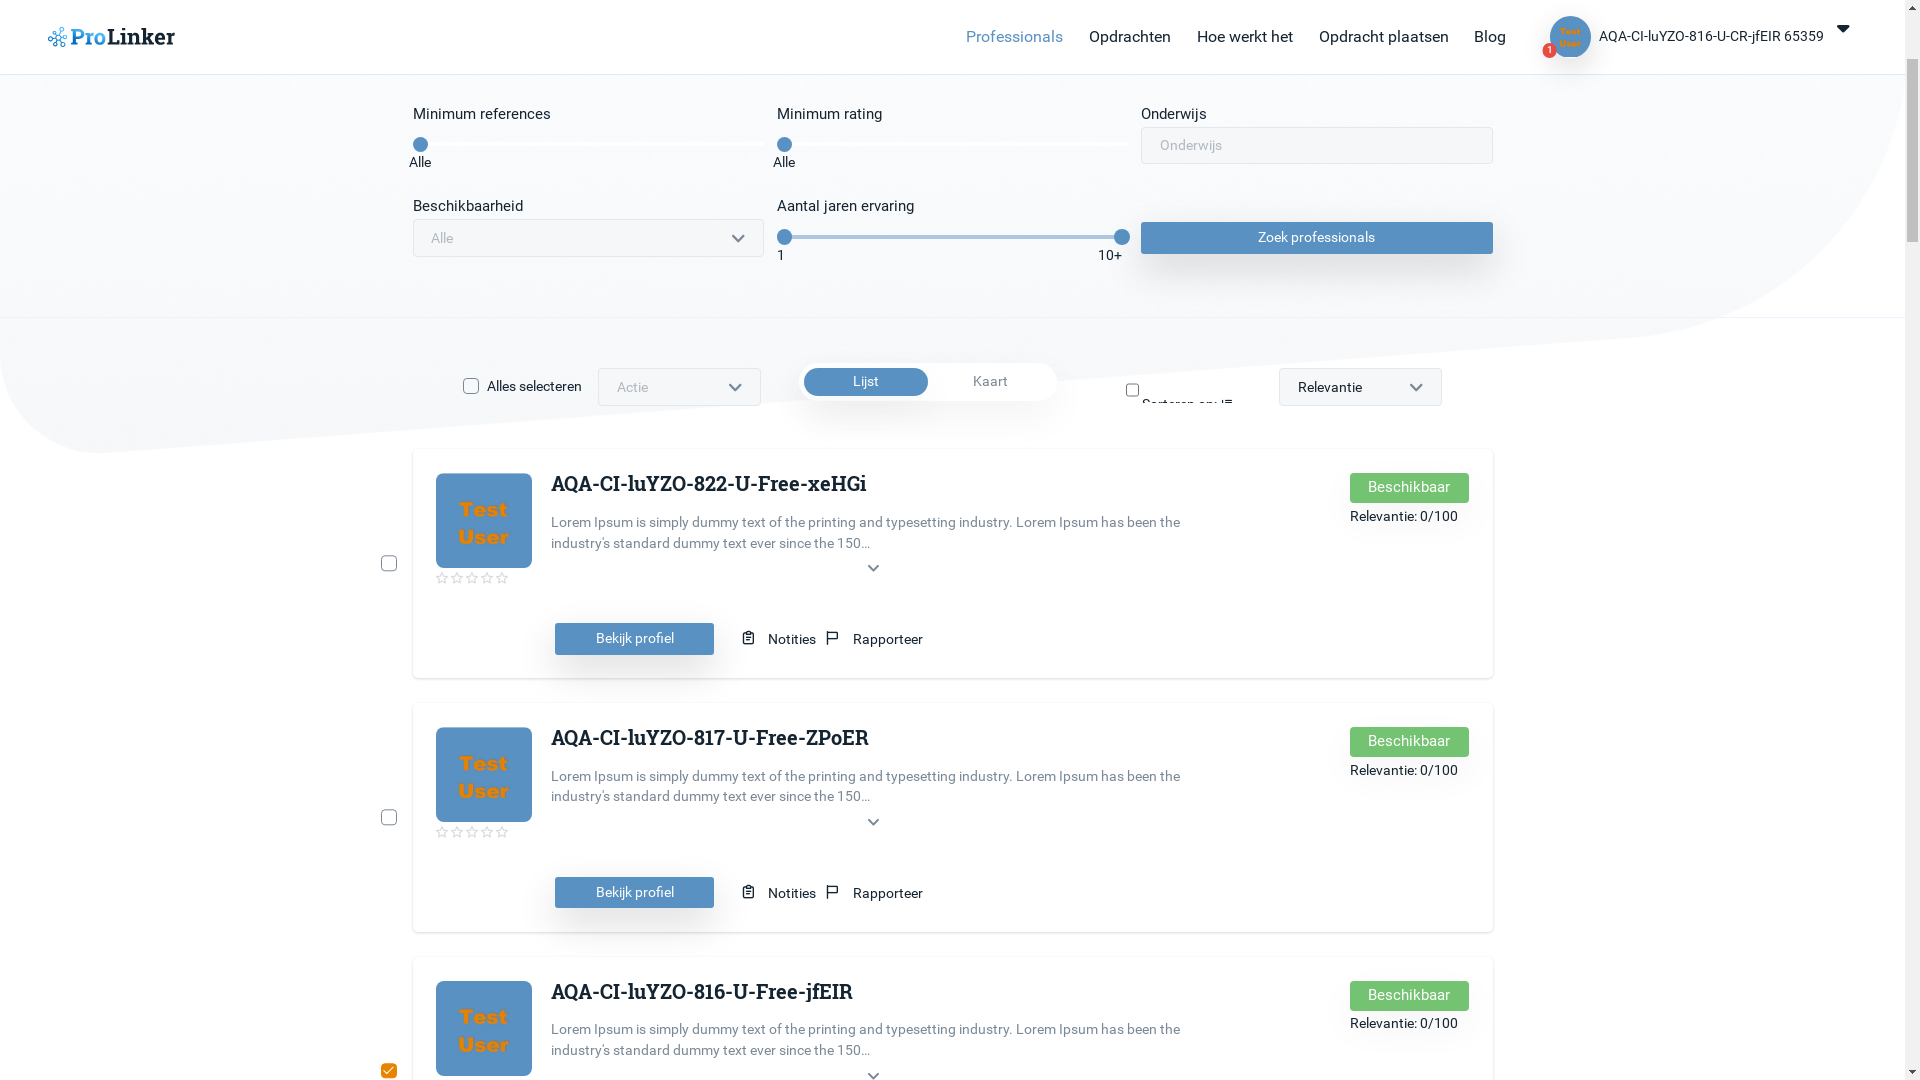 ProLinker
Professionals
Opdrachten
Hoe werkt het
Opdracht plaatsen
Blog
Test
User
1
AQA-CI-luYZO-816-U-CR-jfEIR 65359
Minimum references
Alle
Minimum rating
Alle
Onderwijs
Onderwijs
Beschikbaarheid
Alle
Aantal jaren ervaring
1
10+
Zoek professionals
Alles selecteren
Actie
Lijst
Kaart
Relevantie
Test
User
AQA-CI-luYZO-822-U-Free-xeHGi
Lorem Ipsum is simply dummy text of the printing and typesetting industry. Lorem Ipsum has been the
industry's standard dummy text ever since the 150...
Beschikbaar
Relevantie: 0/100
Bekijk profiel
Notities
Rapporteer
Test
User
AQA-CI-luYZO-817-U-Free-ZPoER
Lorem Ipsum is simply dummy text of the printing and typesetting industry. Lorem Ipsum has been the
industry's standard dummy text ever since the 150...
Beschikbaar
Relevantie: 0/100
Bekijk profiel
Notities
Rapporteer
Test
User
AQA-CI-luYZO-816-U-Free-jfEIR
Lorem Ipsum is simply dummy text of the printing and typesetting industry. Lorem Ipsum has been the
industry's standard dummy text ever since the 150...
Beschikbaar
Relevantie: 0/100